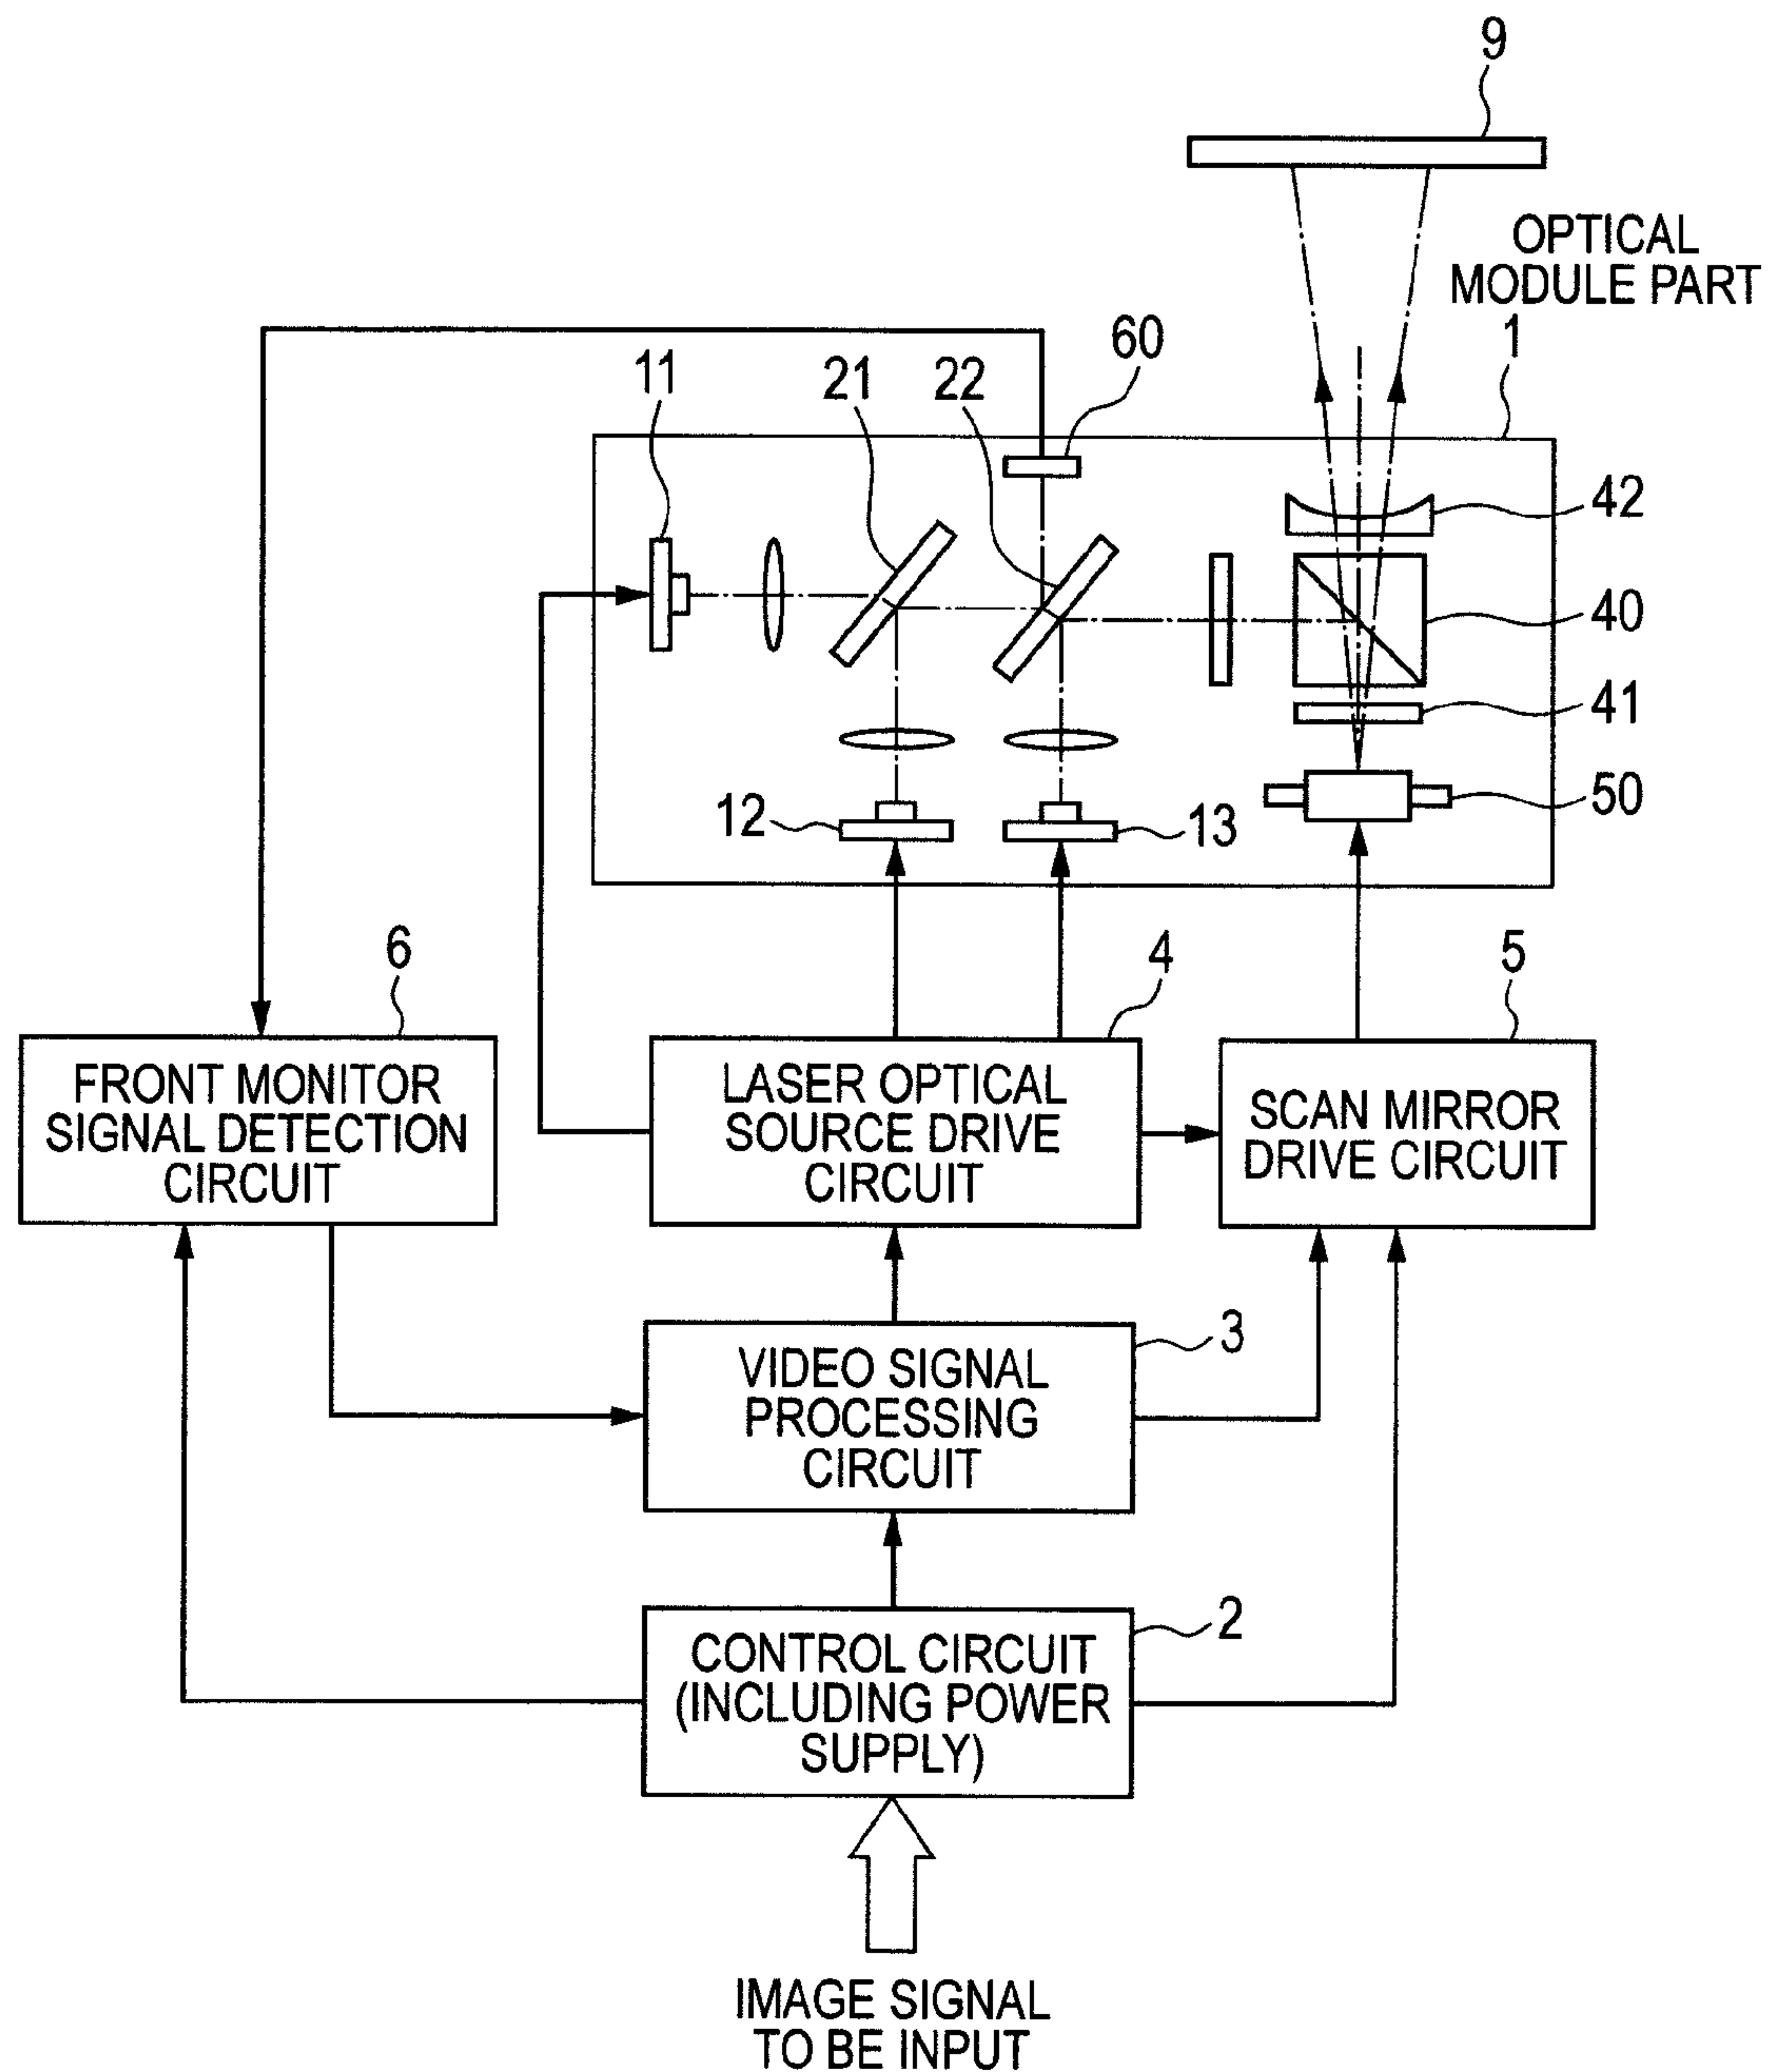 9
OPTICAL
MODULE PART
1
60
11
21
22
42
40
41
50
12
13
6
4
5
FRONT MONITOR
SIGNAL DETECTION
CIRCUIT
LASER OPTICAL
SOURCE DRIVE
CIRCUIT
SCAN MIRROR
DRIVE CIRCUIT
3
VIDEO SIGNAL
PROCESSING
CIRCUIT
2
CONTROL CIRCUIT
(INCLUDING POWER
SUPPLY)
IMAGE SIGNAL
TO BE INPUT